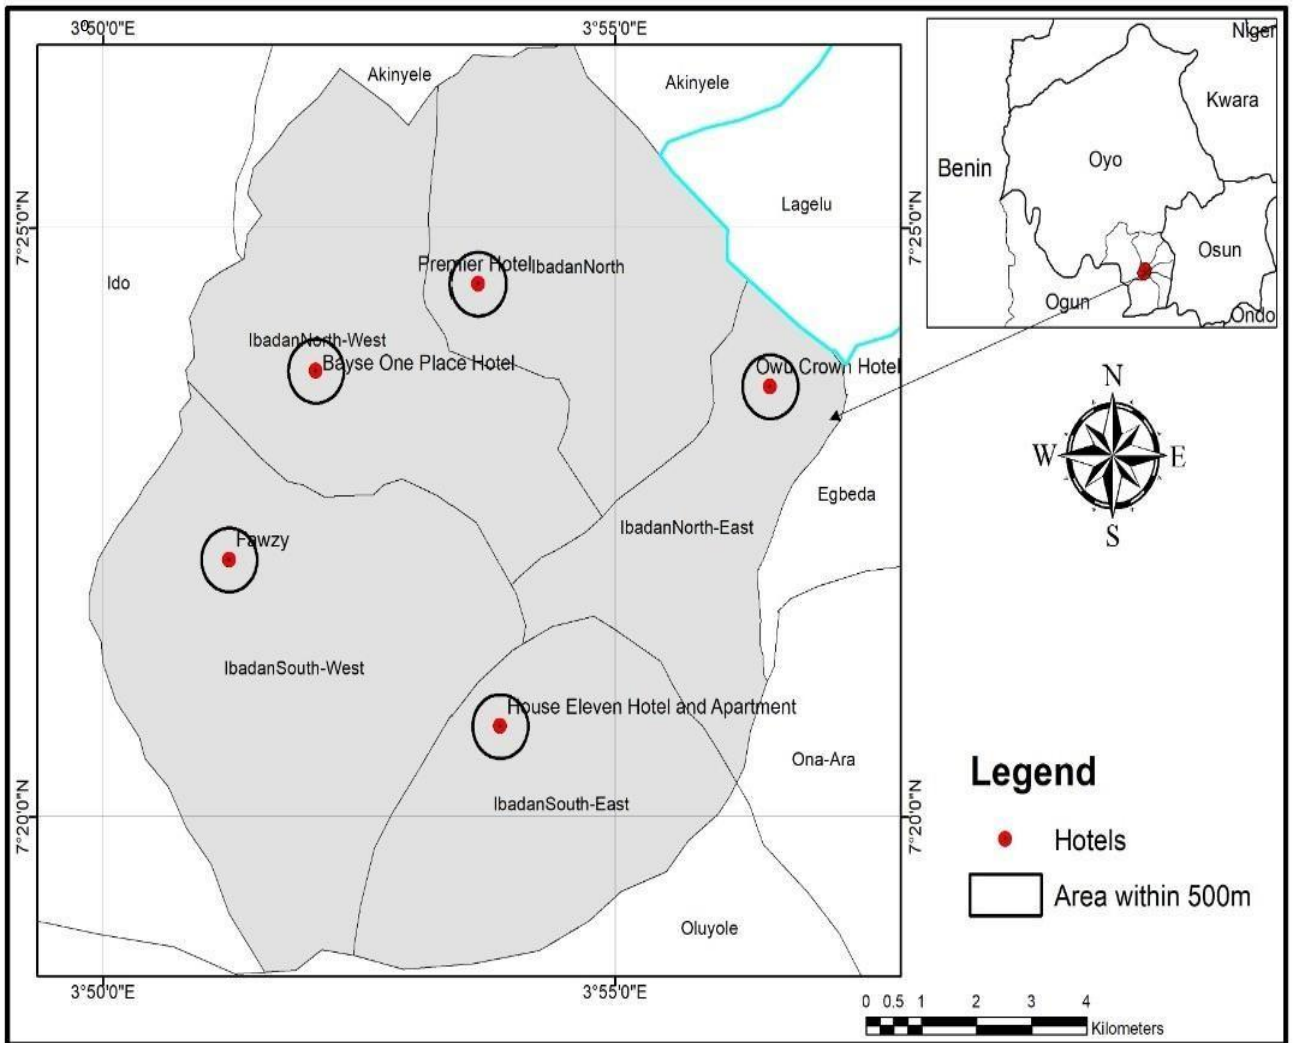 3°50'0"E
3°55'0"E
Niger
Akinyele
Akinyele
Kwara
Benin
Oyo
7°25'0"N
7°25'0"N
Lagelu
Osun
Ido
Premier Hotel
IbadanNorth
Ogun
Ondo
IbadanNorth-West
Bayse One Place Hotel
Owu Crown Hotel
N
W
E
S
Egbeda
IbadanNorth-East
Fawzy
IbadanSouth-West
House Eleven Hotel and Apartment
Ona-Ara
Legend
7°20'0"N
7°20'0"N
IbadanSouth-East
Hotels
Area within 500m
Oluyole
3°50'0"E
3°55'0"E
0 0.5 1 2 3 4
Kilometers